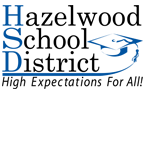 Hazelwood
School
District
High Expectations For All!